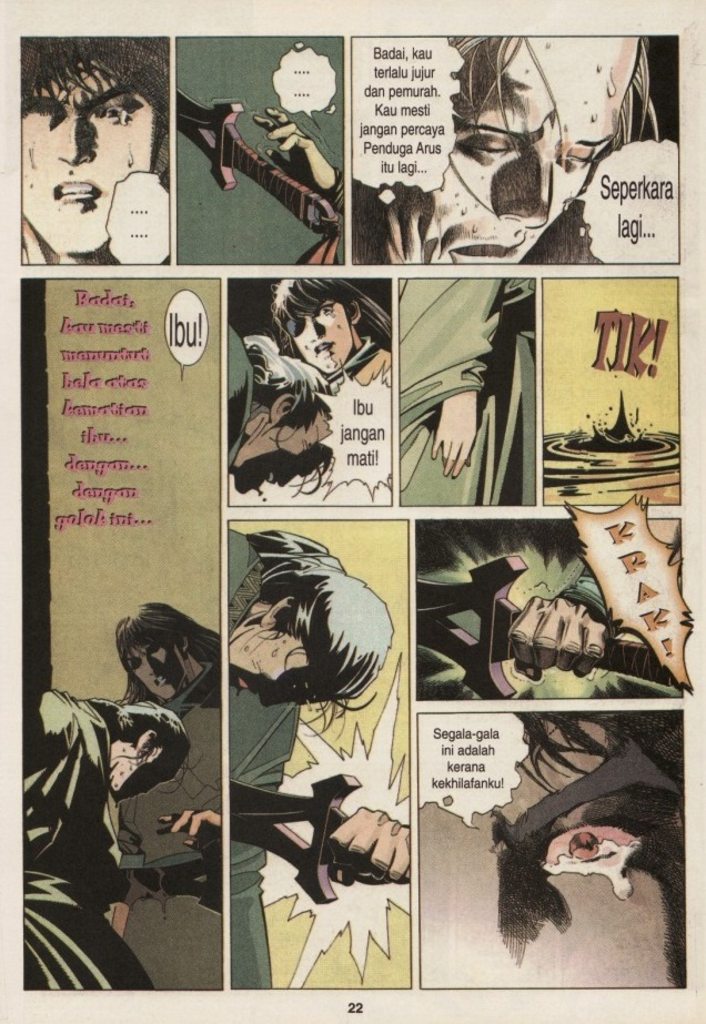 ....
....
....
....
Badai, kau
terlalu jujur
dan pemurah.
Kau mesti
jangan percaya
Penduga Arus
itu lagi...
Seperkara
lagi...
Badai,
kau mesti
menuntut
bela atas
kematian
ibu...
dengan...
dengan
golok ini...
Ibu!
Ibu
jangan
mati!
TIK!
KRAK!
Segala-gala
ini adalah
kerana
kekhilafanku!
22